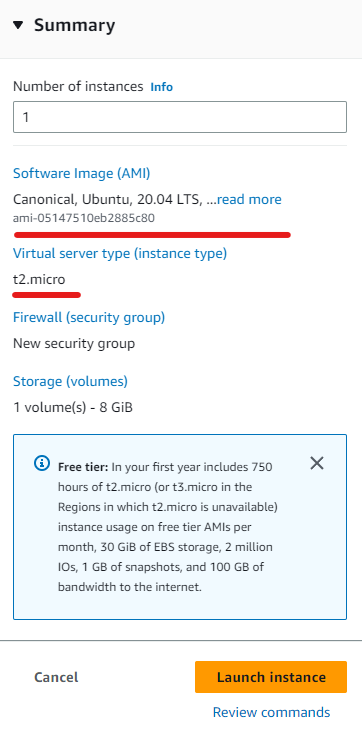 Summary
Number of instances Info
1
Software Image (AMI)
Canonical, Ubuntu, 20.04 LTS, ...read more
ami-05147510eb2885c80
Virtual server type (instance type)
t2.micro
Firewall (security group)
New security group
Storage (volumes)
1 volume(s) - 8 GiB
Free tier: In your first year includes 750
hours of t2.micro (or t3.micro in the
Regions in which t2.micro is unavailable)
instance usage on free tier AMIs per
month, 30 GiB of EBS storage, 2 million
IOs, 1 GB of snapshots, and 100 GB of
bandwidth to the internet.
Cancel
Launch instance
Review commands